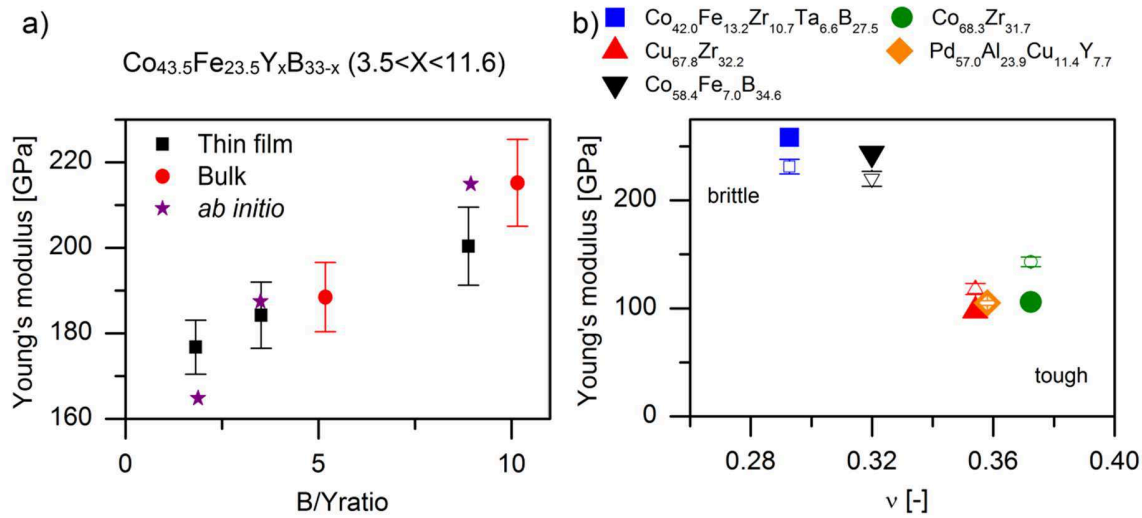 a)
Co43.5Fe23.5YxB33-x (3.5<X<11.6)
Thin film
Bulk
ab initio
Young's modulus [GPa]
220
200
180
160
0
5
10
B/Yratio
b)
Co42.0Fe13.2Zr10.7Ta6.6B27.5
Co68.3Zr31.7
Cu67.8Zr32.2
Pd57.0Al23.9Cu11.4Y7.7
Co58.4Fe7.0B34.6
Young's modulus [GPa]
200
100
0
brittle
tough
0.28
0.32
0.36
0.40
ν [-]